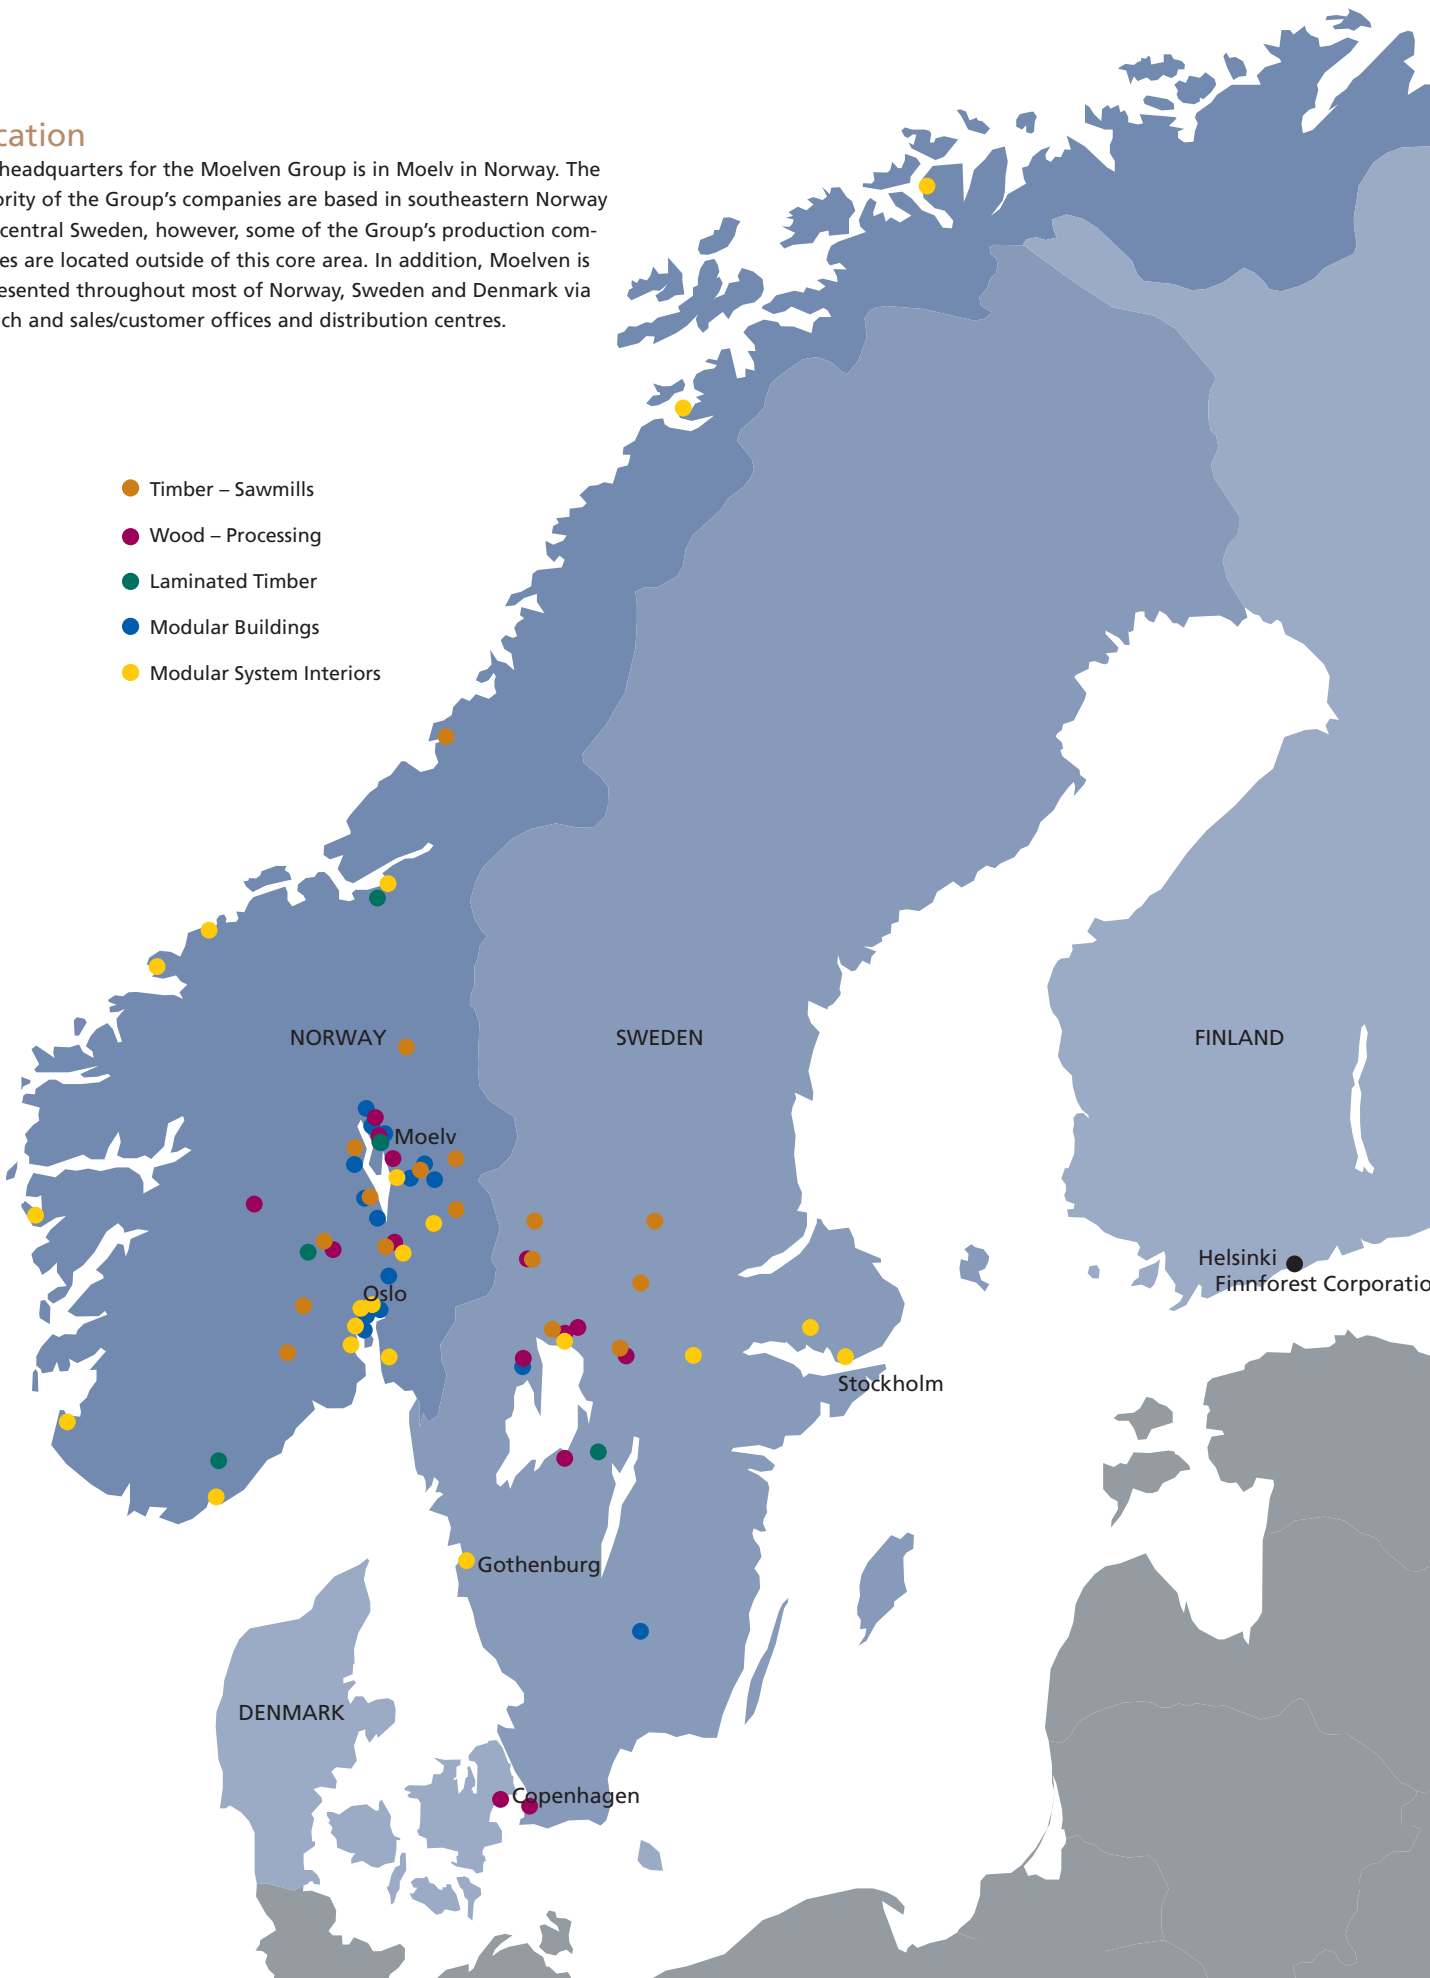 cation
headquarters for the Moelven Group is in Moelv in Norway. The
ority of the Group's companies are based in southeastern Norway
central Sweden, however, some of the Group's production com-
es are located outside of this core area. In addition, Moelven is
esented throughout most of Norway, Sweden and Denmark via
ch and sales/customer offices and distribution centres.
Timber – Sawmills
Wood – Processing
Laminated Timber
Modular Buildings
Modular System Interiors
NORWAY
SWEDEN
FINLAND
Moelv
Helsinki
Finnforest Corporatio
Oslo
Stockholm
Gothenburg
DENMARK
Copenhagen